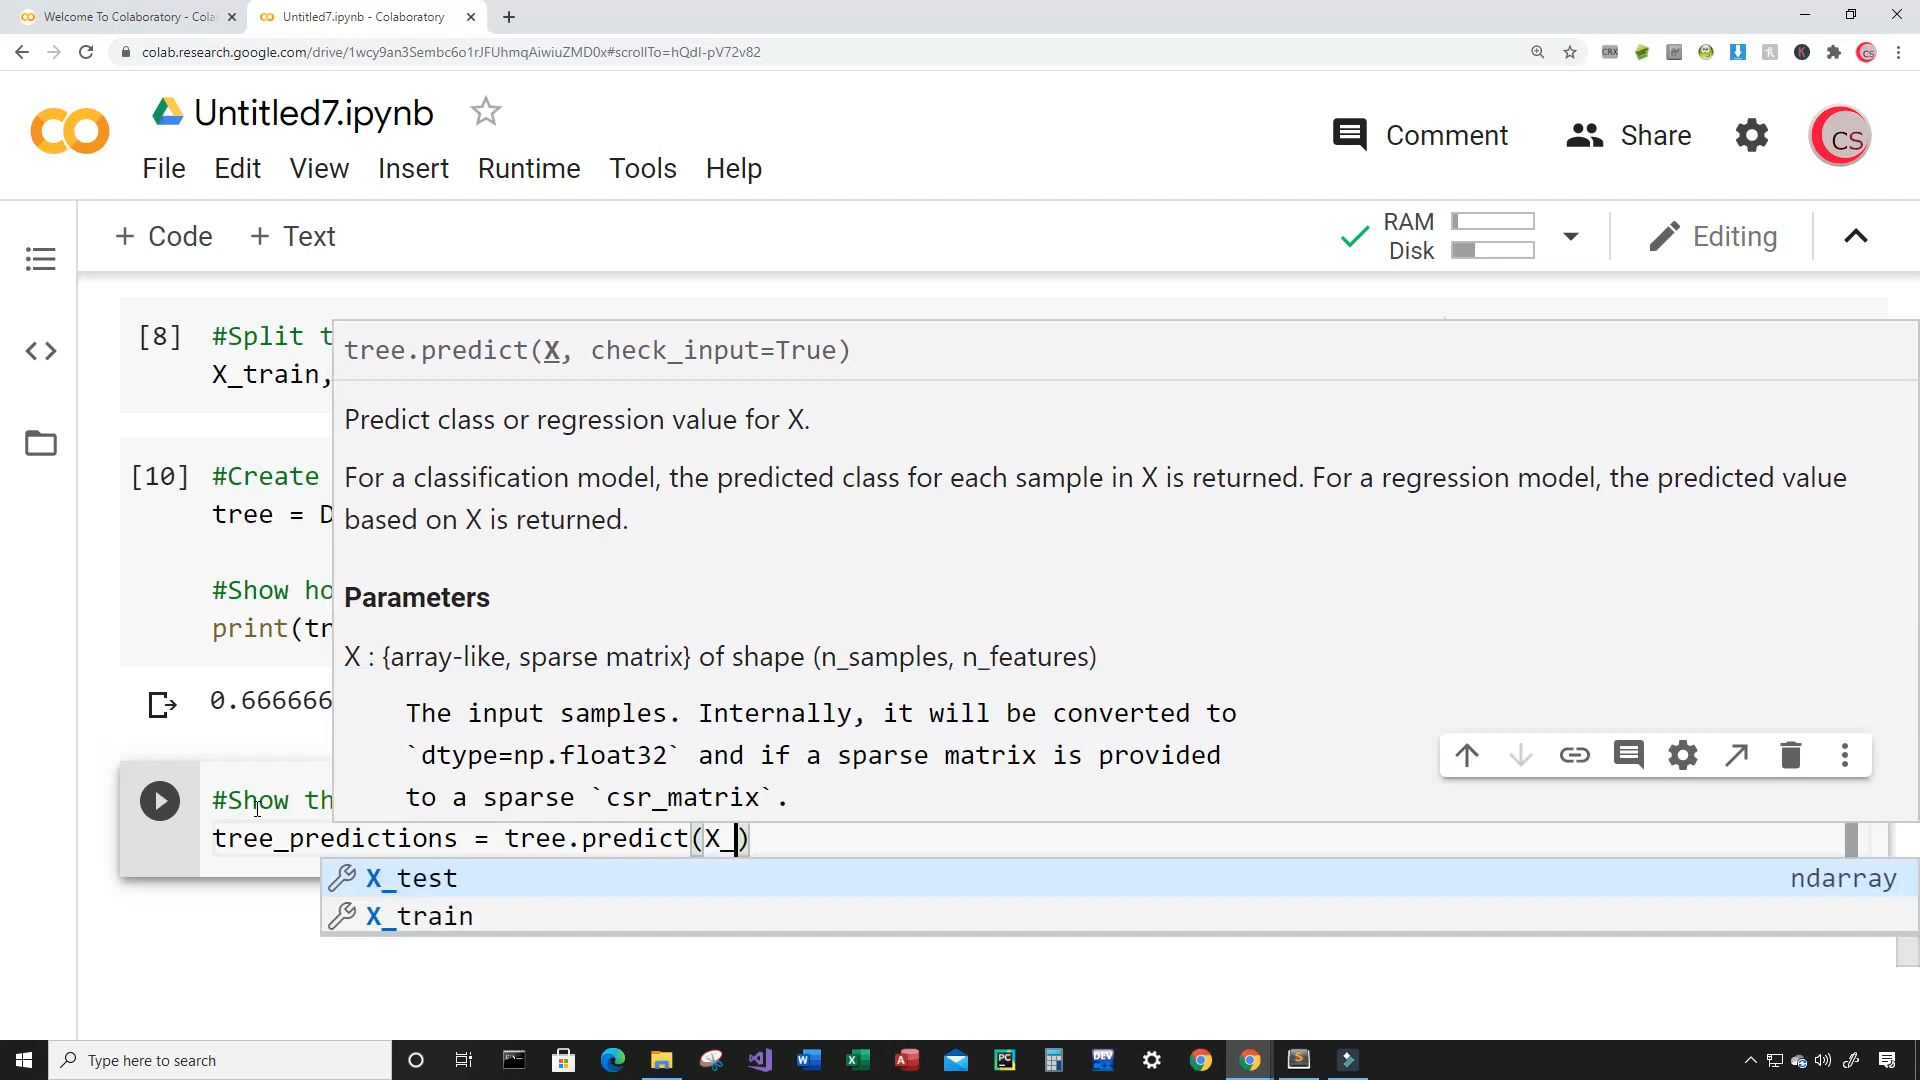 Welcome To Colaboratory - Cola
Untitled7.ipynb - Colaboratory
colab.research.google.com/drive/1wcy9an3Sembc6o1rJFUhmqAiwiuZMD0x#scrollTo=hQdI-pV72v82
CRX
K
CS
Untitled7.ipynb
Comment
Share
CS
File Edit View Insert Runtime Tools Help
+ Code + Text
RAM
Disk
Editing
[8] #Split t
X_train,
tree.predict(X, check_input=True)
Predict class or regression value for X.
For a classification model, the predicted class for each sample in X is returned. For a regression model, the predicted value
based on X is returned.
[10] #Create
tree = D
#Show ho
print(tr
Parameters
X : {array-like, sparse matrix} of shape (n_samples, n_features)
0.666666
The input samples. Internally, it will be converted to
`dtype=np.float32` and if a sparse matrix is provided
to a sparse `csr_matrix`.
#Show th
tree_predictions = tree.predict(X_)
X_test ndarray
X_train
Type here to search
PC
DEV